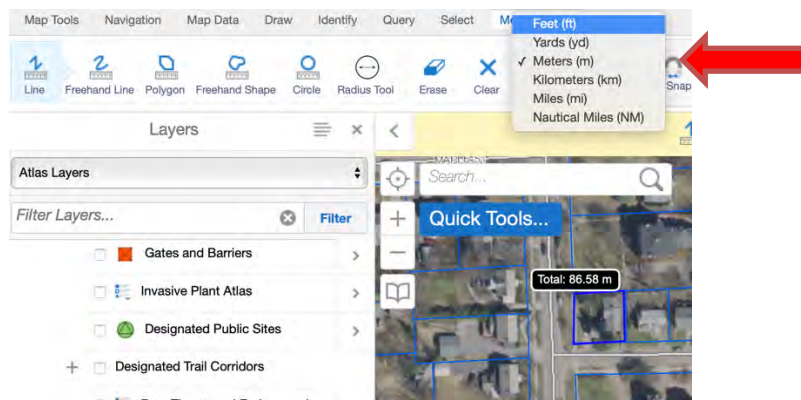 Map Tools Navigation Map Data Draw Identify Query Select
Feet (ft)
Yards (yd)
✓ Meters (m)
Kilometers (km)
Miles (mi)
Nautical Miles (NM)
Line Freehand Line Polygon Freehand Shape Circle Radius Tool Erase Clear Snap
Layers
Atlas Layers
Search...
Filter Layers... Filter
Quick Tools...
Gates and Barriers
Total: 86.58 m
Invasive Plant Atlas
Designated Public Sites
Designated Trail Corridors